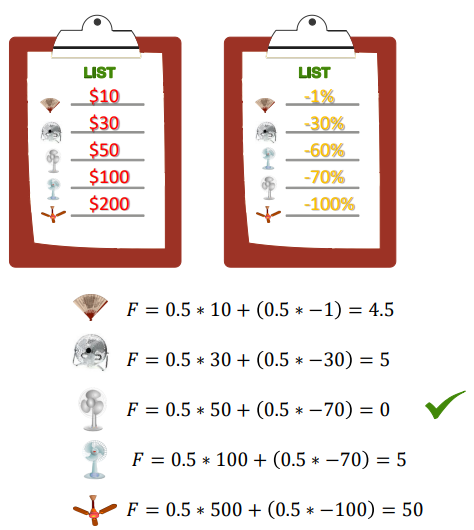 LIST
$10
$30
$50
$100
$200
LIST
-1%
-30%
-60%
-70%
-100%
F = 0.5 * 10 + (0.5 * −1) = 4.5
F = 0.5 * 30 + (0.5 * −30) = 5
F = 0.5 * 50 + (0.5 * −70) = 0
F = 0.5 * 100 + (0.5 * −70) = 5
F = 0.5 * 500 + (0.5 * −100) = 50